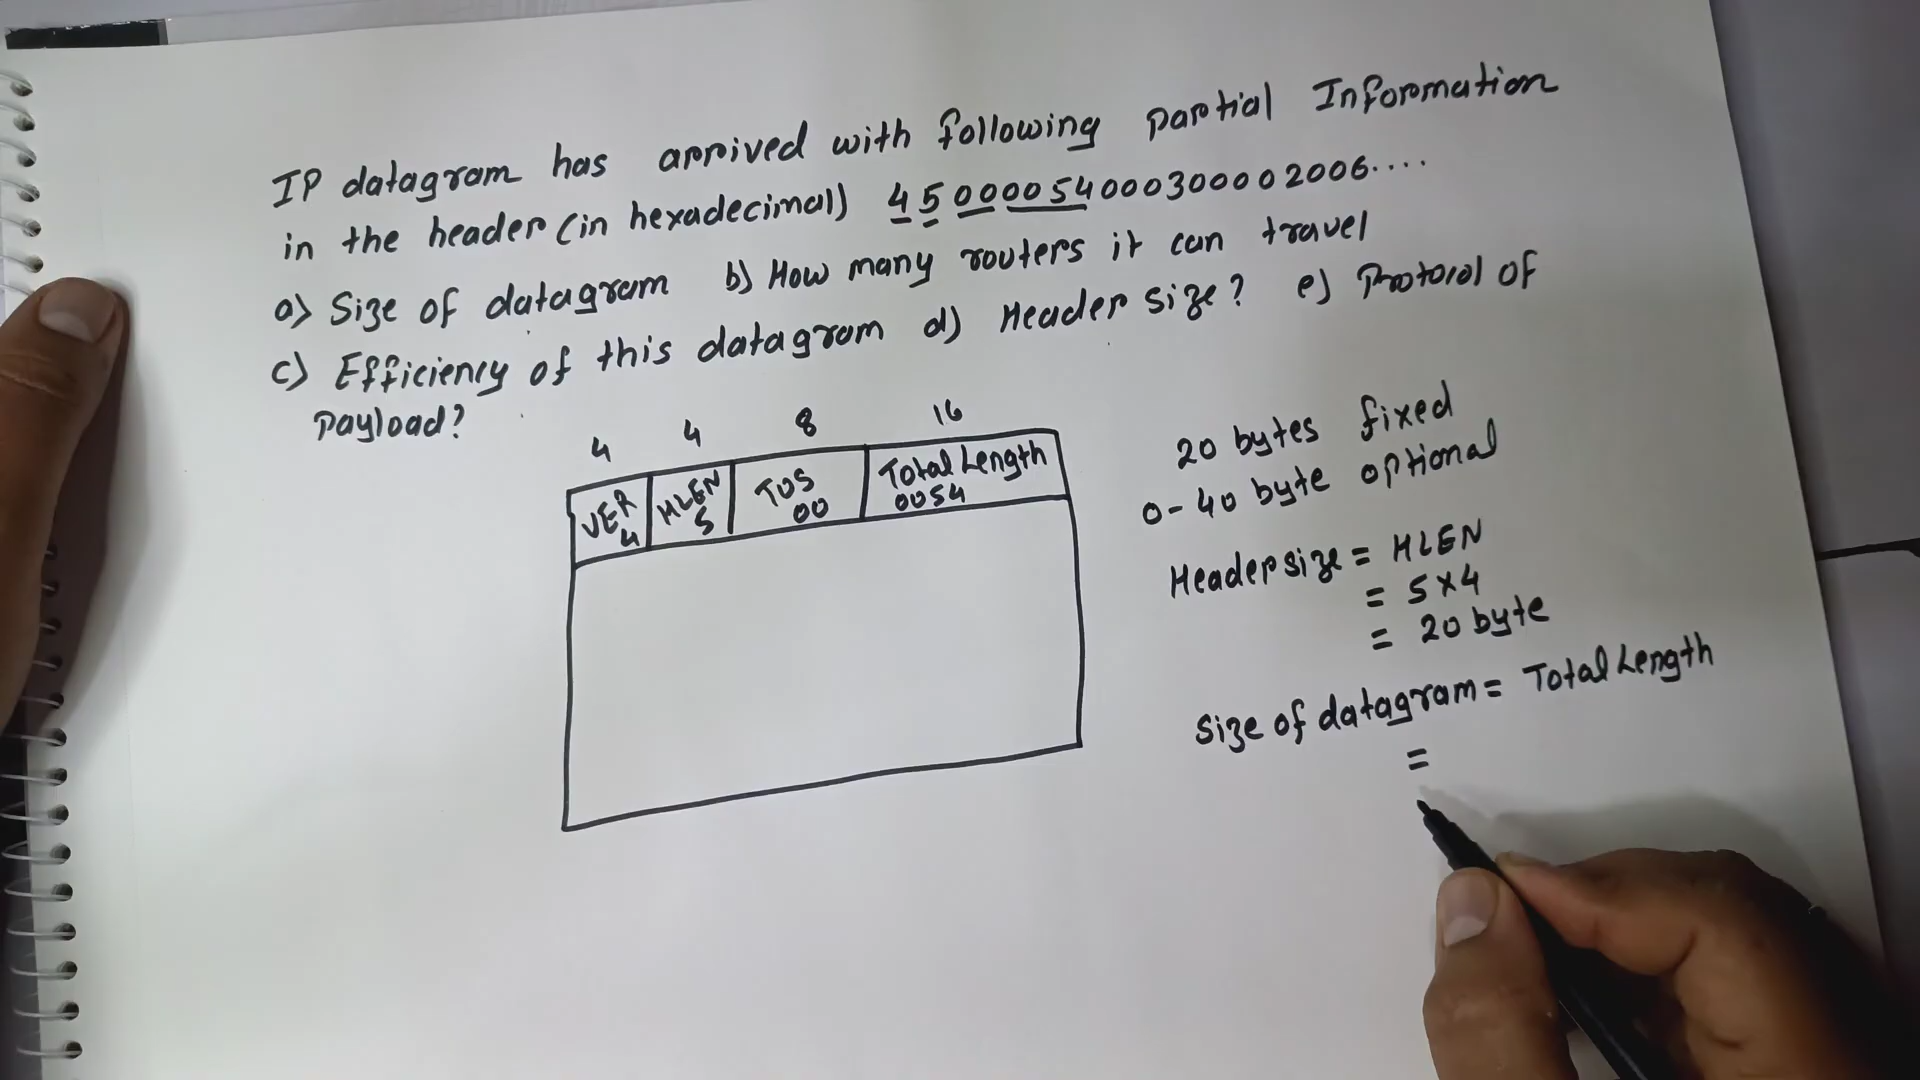 IP datagram has arrived with following partial Information
in the header (in hexadecimal) 45000054000300002006....
a) Size of datagram b) How many routers it can travel
c) Efficiency of this datagram d) Header size? e) Protocol of
payload?
4 4 8 16
VER HLEN TOS Total Length
4 5 00 0054
20 bytes fixed
0-40 byte optional
Header size = HLEN
= 5x4
= 20 byte
Size of datagram = Total Length
=